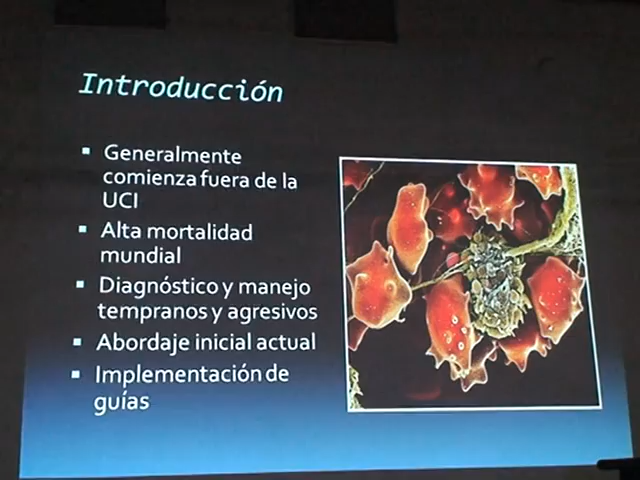 Introducción
▪ Generalmente
comienza fuera de la
UCI
▪ Alta mortalidad
mundial
▪ Diagnóstico y manejo
tempranos y agresivos
▪ Abordaje inicial actual
▪ Implementación de
guías